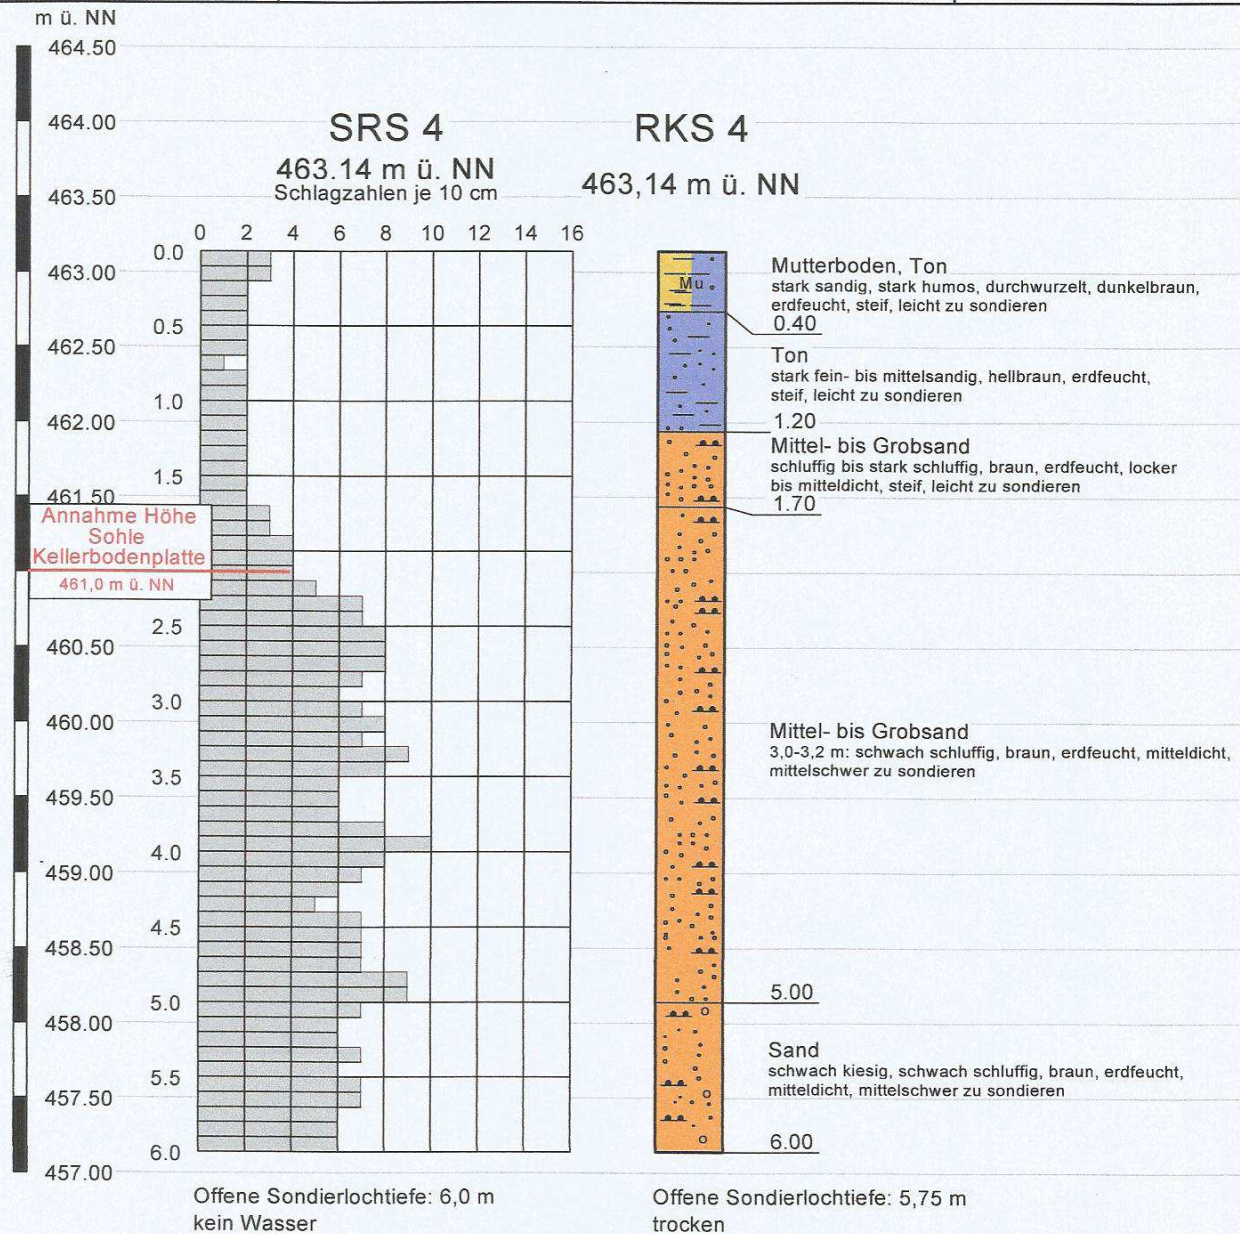 m ü. NN
464.50
464.00
463.50
463.00
462.50
462.00
461.50
460.50
460.00
459.50
459.00
458.50
458.00
457.50
457.00
Annahme Höhe
Sohle
Kellerbodenplatte
461,0 m ü. NN
SRS 4
463.14 m ü. NN
Schlagzahlen je 10 cm
0 2 4 6 8 10 12 14 16
0.0
0.5
1.0
1.5
2.5
3.0
3.5
4.0
4.5
5.0
5.5
6.0
Offene Sondierlochtiefe: 6,0 m
kein Wasser
RKS 4
463,14 m ü. NN
Mu
Mutterboden, Ton
stark sandig, stark humos, durchwurzelt, dunkelbraun,
erdfeucht, steif, leicht zu sondieren
0.40
Ton
stark fein- bis mittelsandig, hellbraun, erdfeucht,
steif, leicht zu sondieren
1.20
Mittel- bis Grobsand
schluffig bis stark schluffig, braun, erdfeucht, locker
bis mitteldicht, steif, leicht zu sondieren
1.70
Mittel- bis Grobsand
3,0-3,2 m: schwach schluffig, braun, erdfeucht, mitteldicht,
mittelschwer zu sondieren
5.00
Sand
schwach kiesig, schwach schluffig, braun, erdfeucht,
mitteldicht, mittelschwer zu sondieren
6.00
Offene Sondierlochtiefe: 5,75 m
trocken